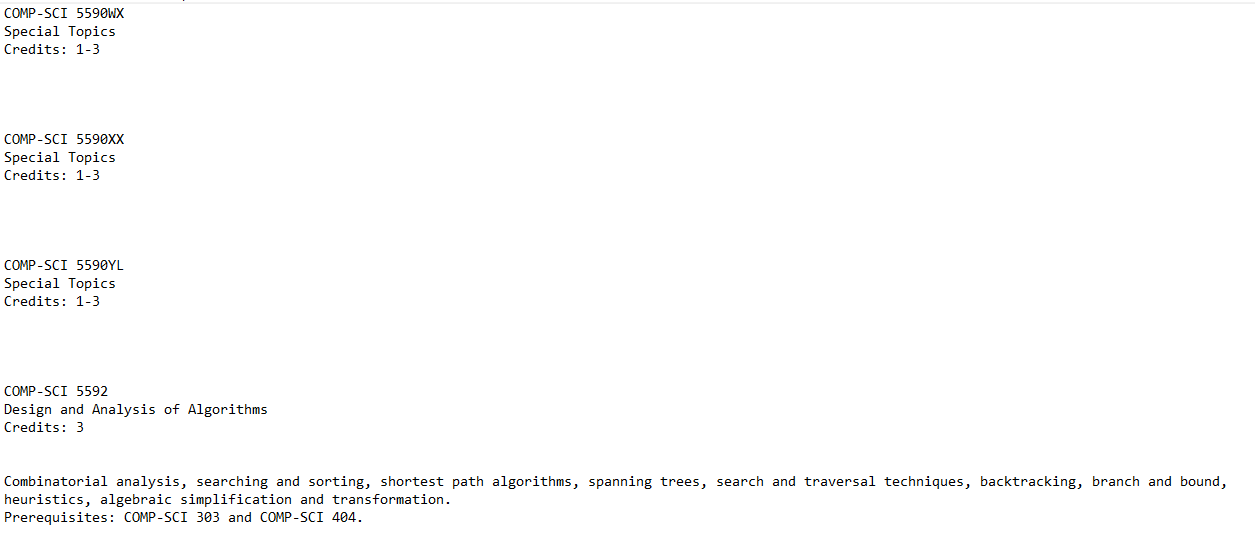 COMP-SCI 5590WX
Special Topics
Credits: 1-3
COMP-SCI 5590XX
Special Topics
Credits: 1-3
COMP-SCI 5590YL
Special Topics
Credits: 1-3
COMP-SCI 5592
Design and Analysis of Algorithms
Credits: 3
Combinatorial analysis, searching and sorting, shortest path algorithms, spanning trees, search and traversal techniques, backtracking, branch and bound,
heuristics, algebraic simplification and transformation.
Prerequisites: COMP-SCI 303 and COMP-SCI 404.